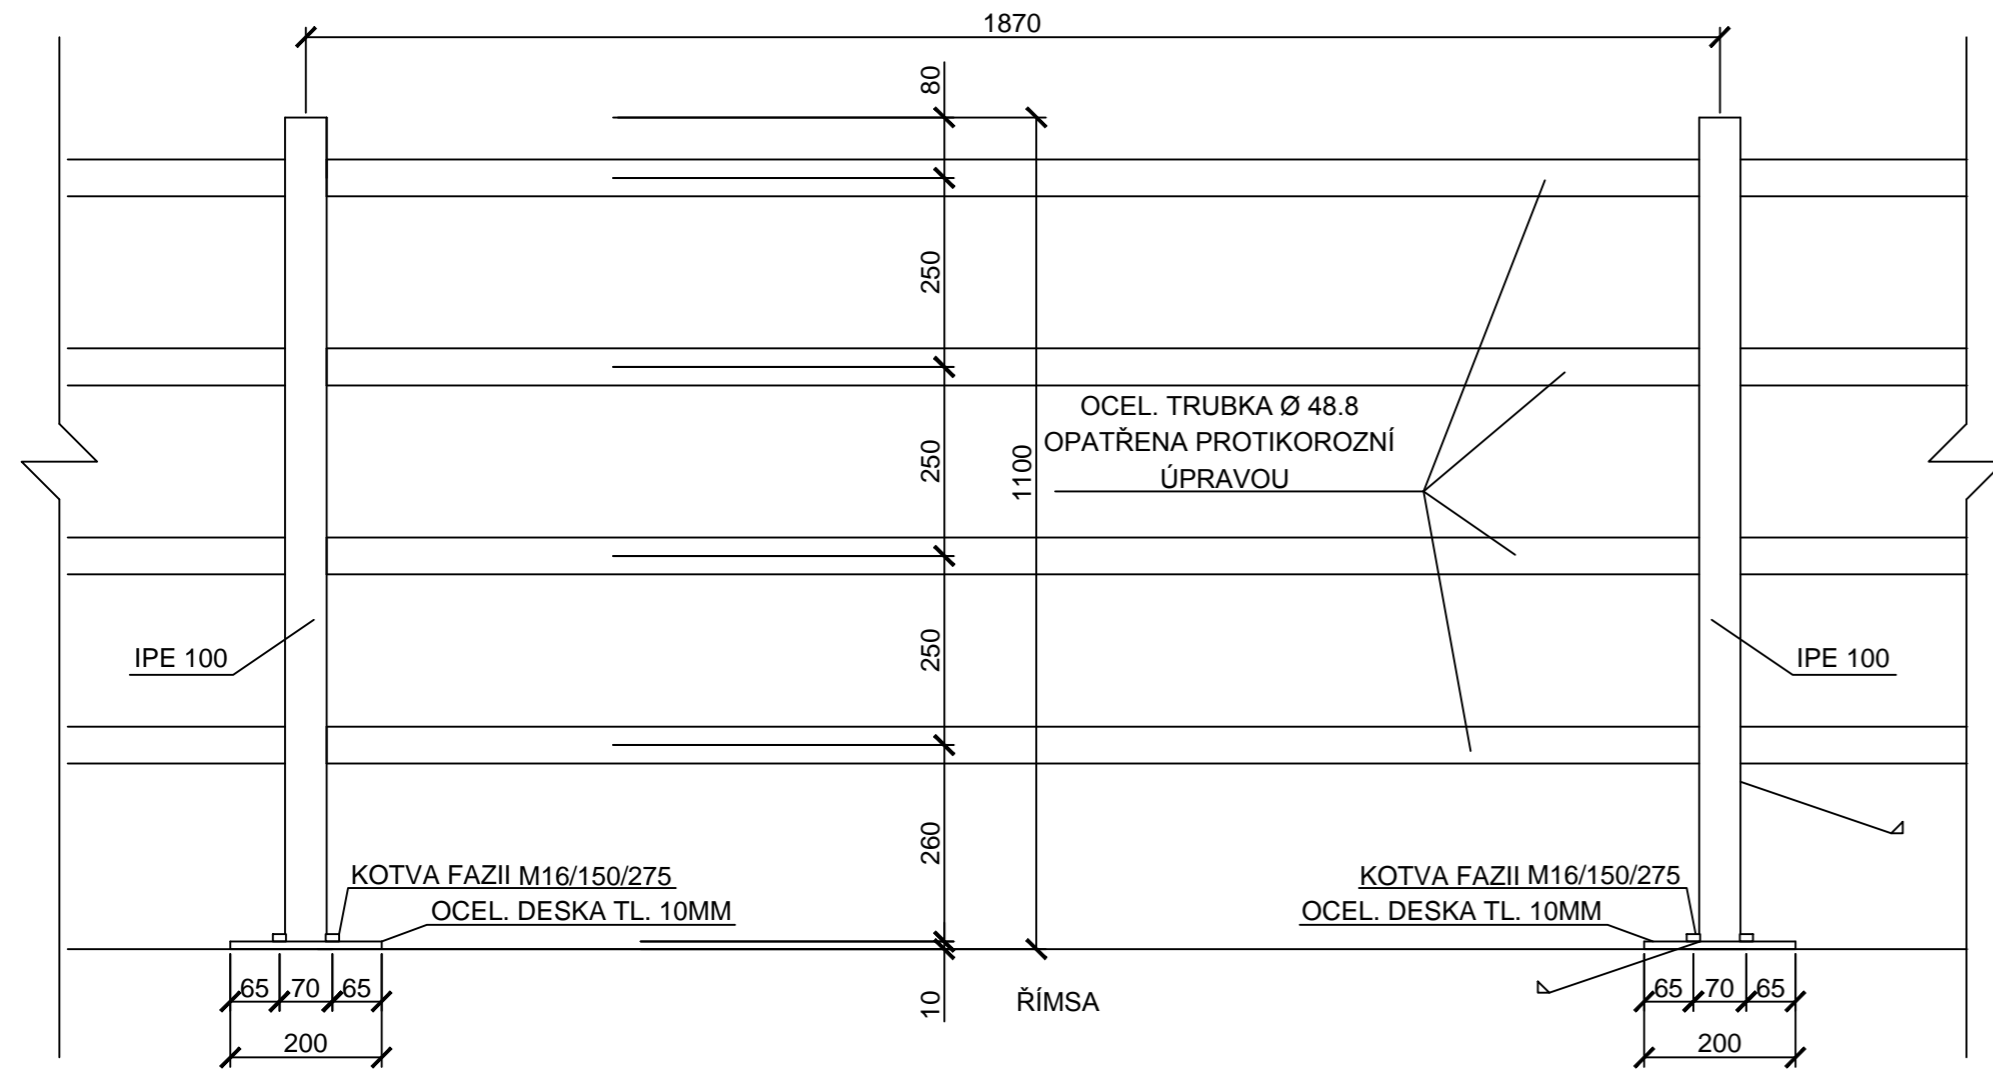 1870
80
250
250
250
260
10
1100
OCEL. TRUBKA Ø 48.8
OPATŘENA PROTIKOROZNÍ
ÚPRAVOU
IPE 100
IPE 100
KOTVA FAZII M16/150/275
OCEL. DESKA TL. 10MM
KOTVA FAZII M16/150/275
OCEL. DESKA TL. 10MM
65 70 65
200
ŘÍMSA
65 70 65
200